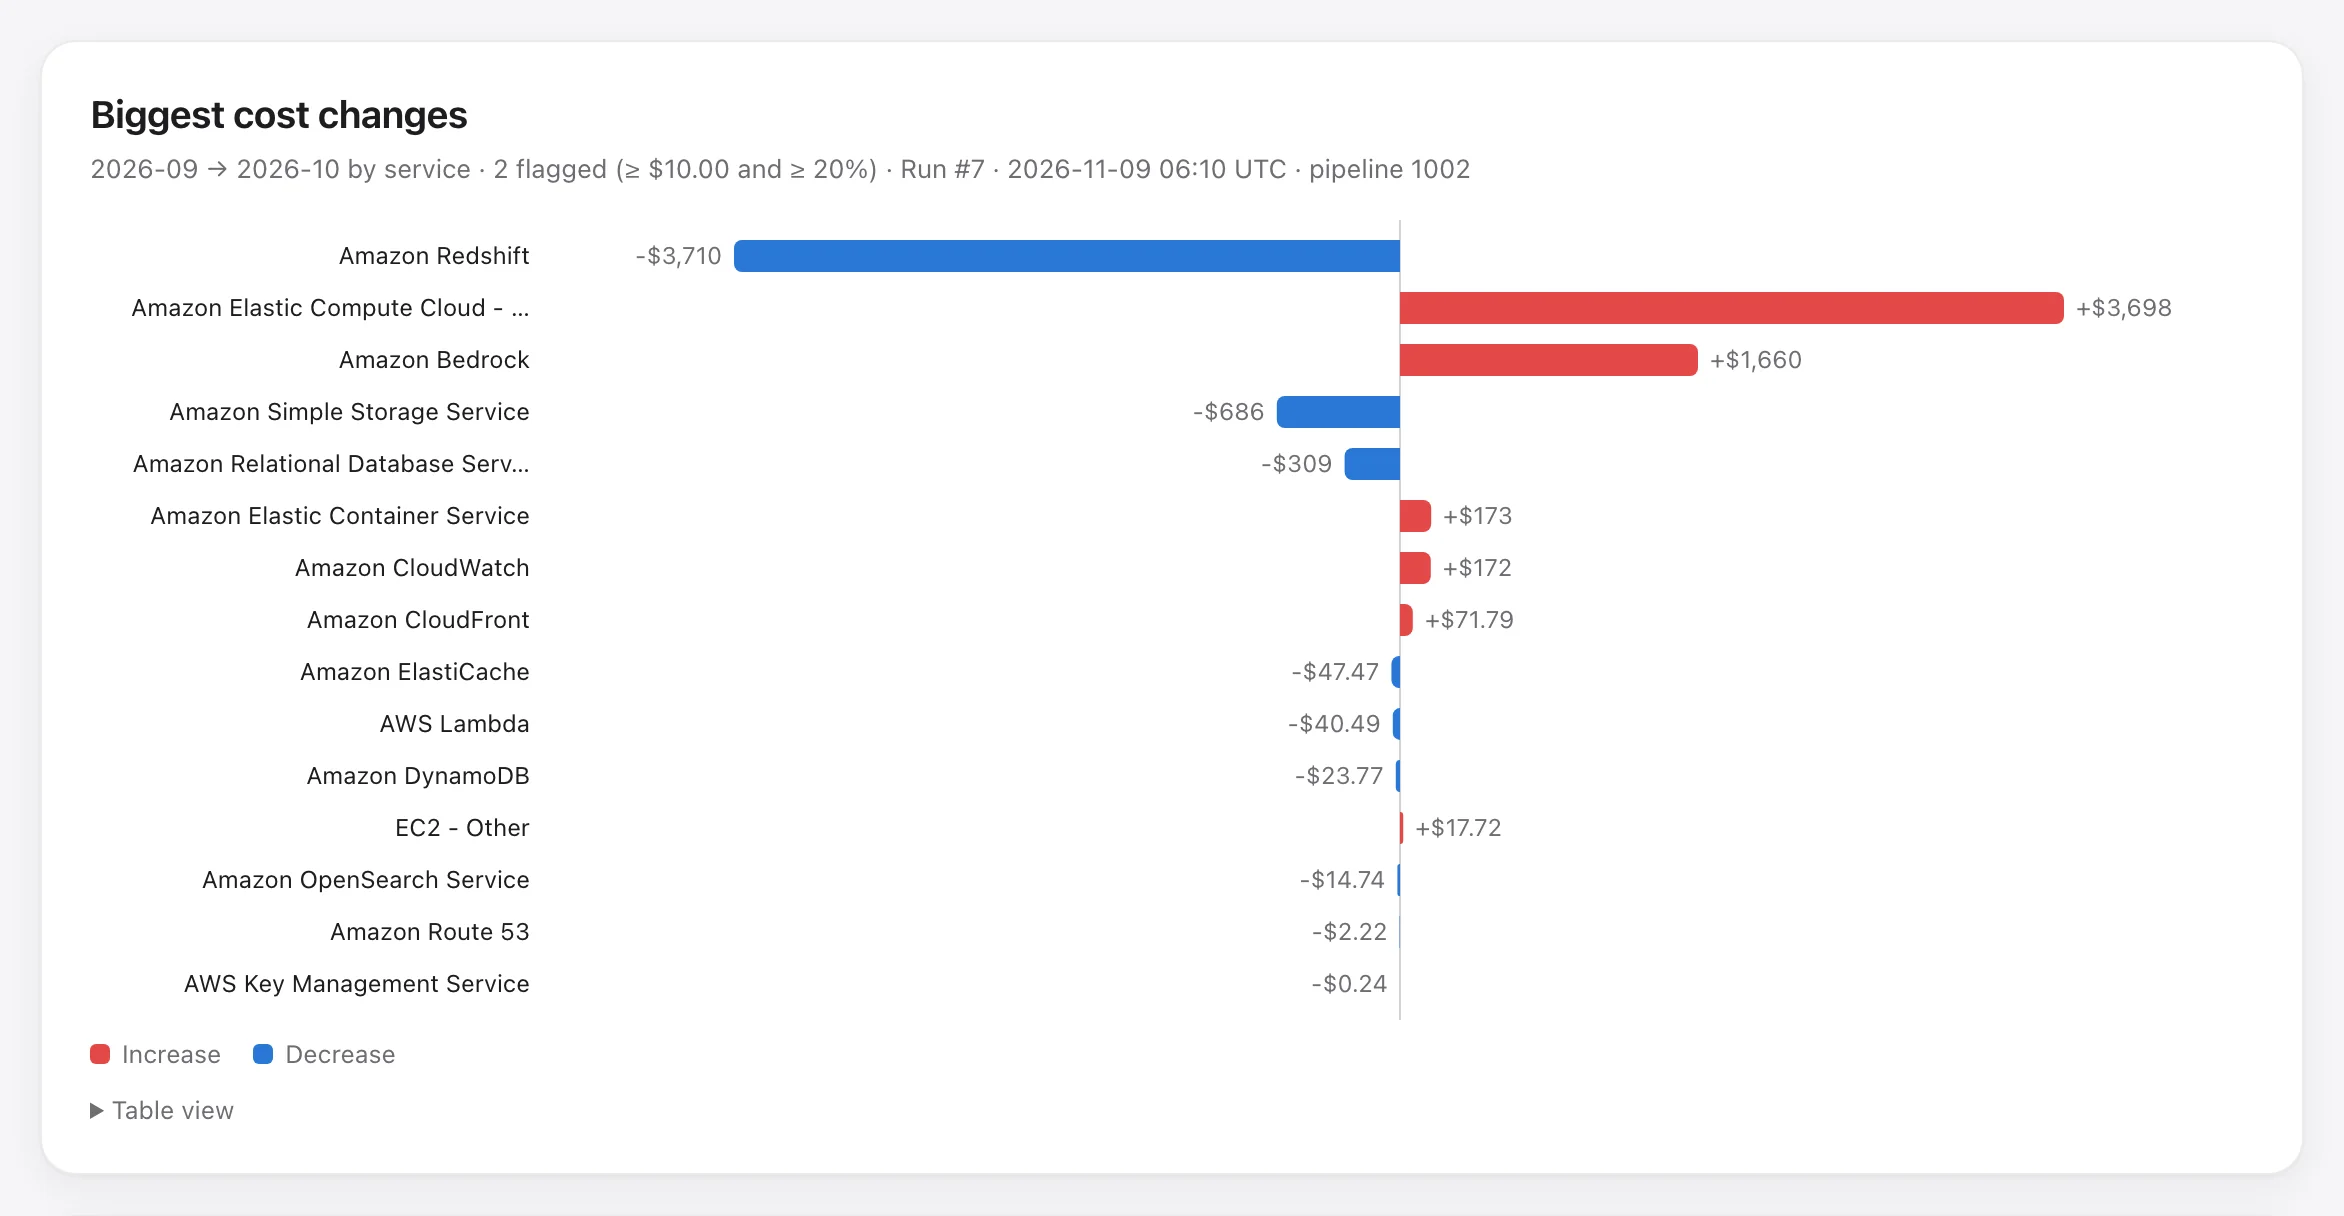 Biggest cost changes
2026-09 → 2026-10 by service · 2 flagged (≥ $10.00 and ≥ 20%) · Run #7 · 2026-11-09 06:10 UTC · pipeline 1002
Amazon Redshift -$3,710
Amazon Elastic Compute Cloud - ... +$3,698
Amazon Bedrock +$1,660
Amazon Simple Storage Service -$686
Amazon Relational Database Serv... -$309
Amazon Elastic Container Service +$173
Amazon CloudWatch +$172
Amazon CloudFront +$71.79
Amazon ElastiCache -$47.47
AWS Lambda -$40.49
Amazon DynamoDB -$23.77
EC2 - Other +$17.72
Amazon OpenSearch Service -$14.74
Amazon Route 53 -$2.22
AWS Key Management Service -$0.24
Increase Decrease
▶ Table view